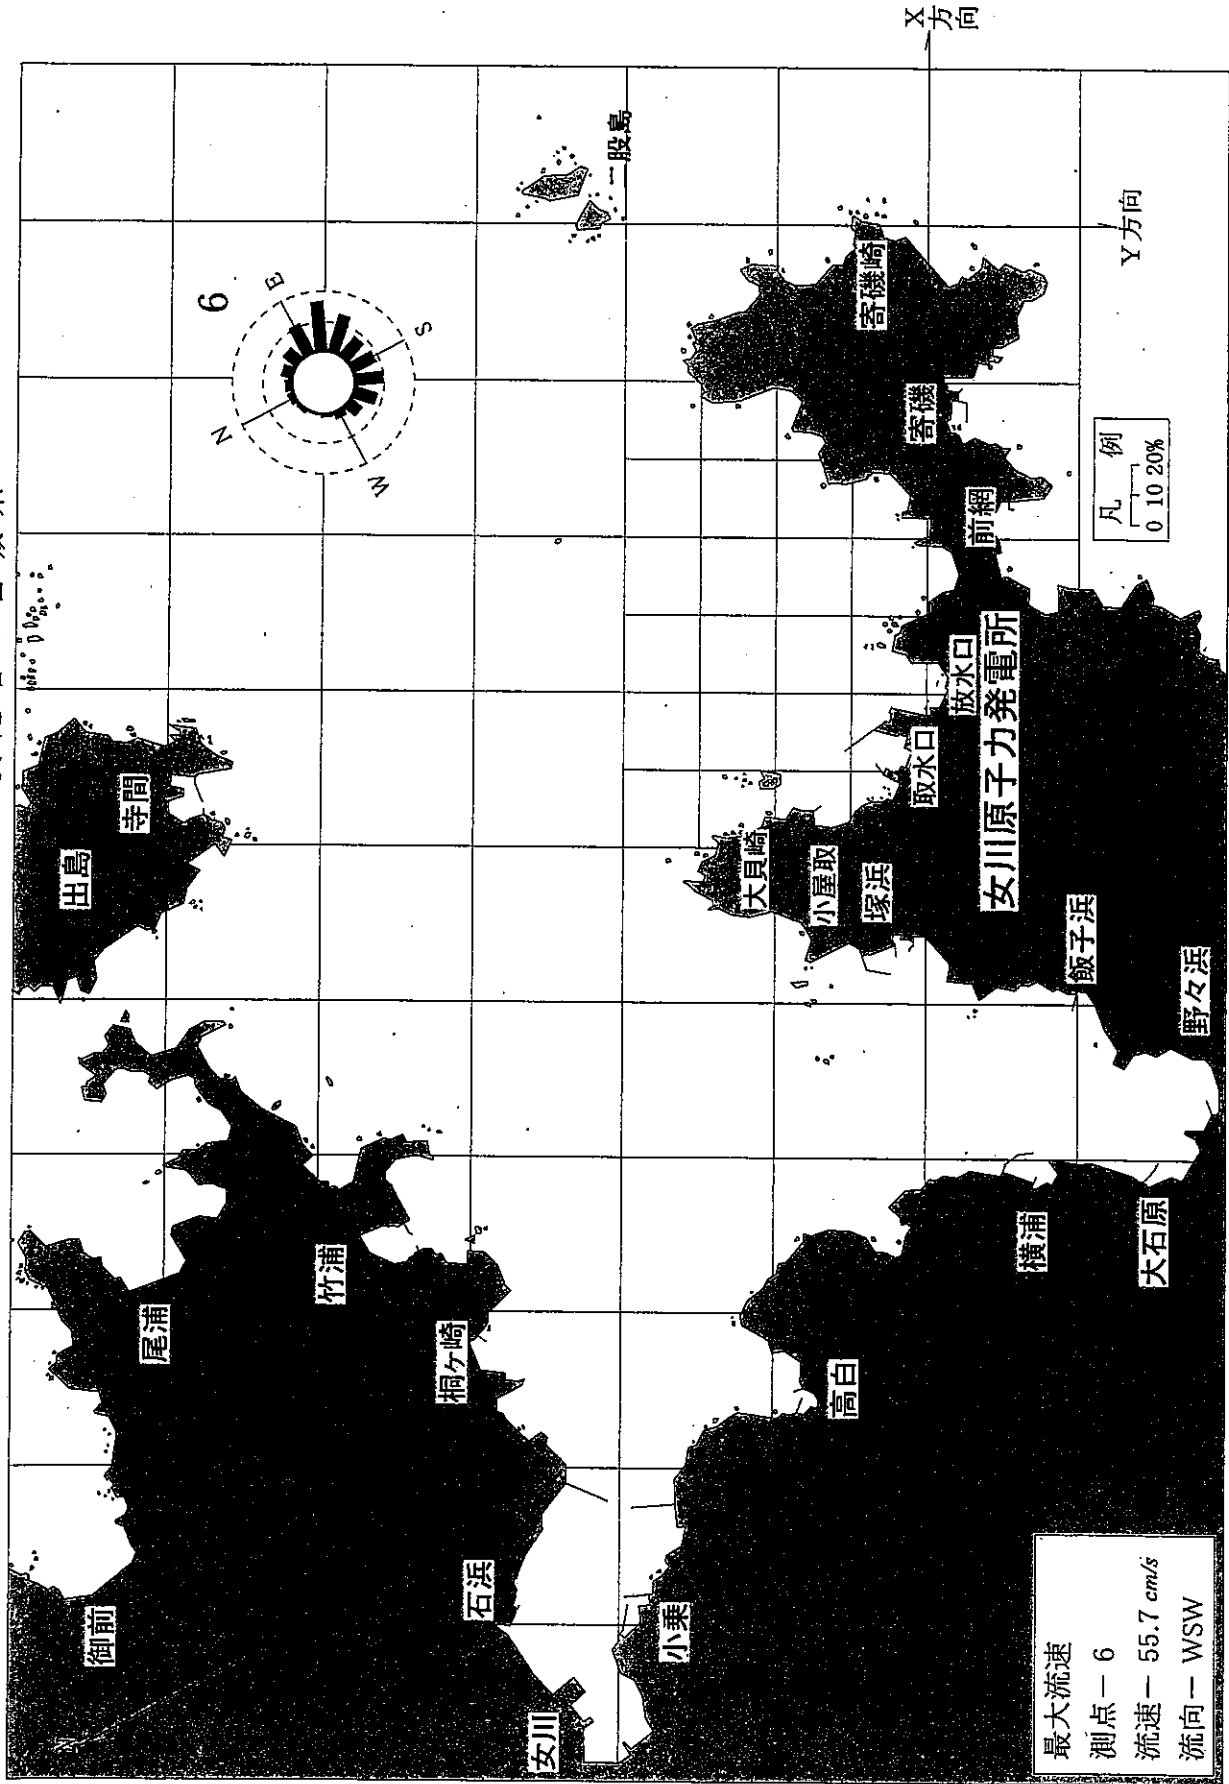 X方向
Y方向
二股島
6
N
E
S
W
寄磯崎
寄磯
前網
凡例
0 10 20%
放水口
女川原子力発電所
取水口
大貝崎
小屋取
塚浜
飯子浜
野々浜
出島
寺間
竹浦
尾浦
桐ケ崎
御前
石浜
女川
小乗
高白
横浦
大石原
最大流速
測点－6
流速－55.7 cm/s
流向－WSW